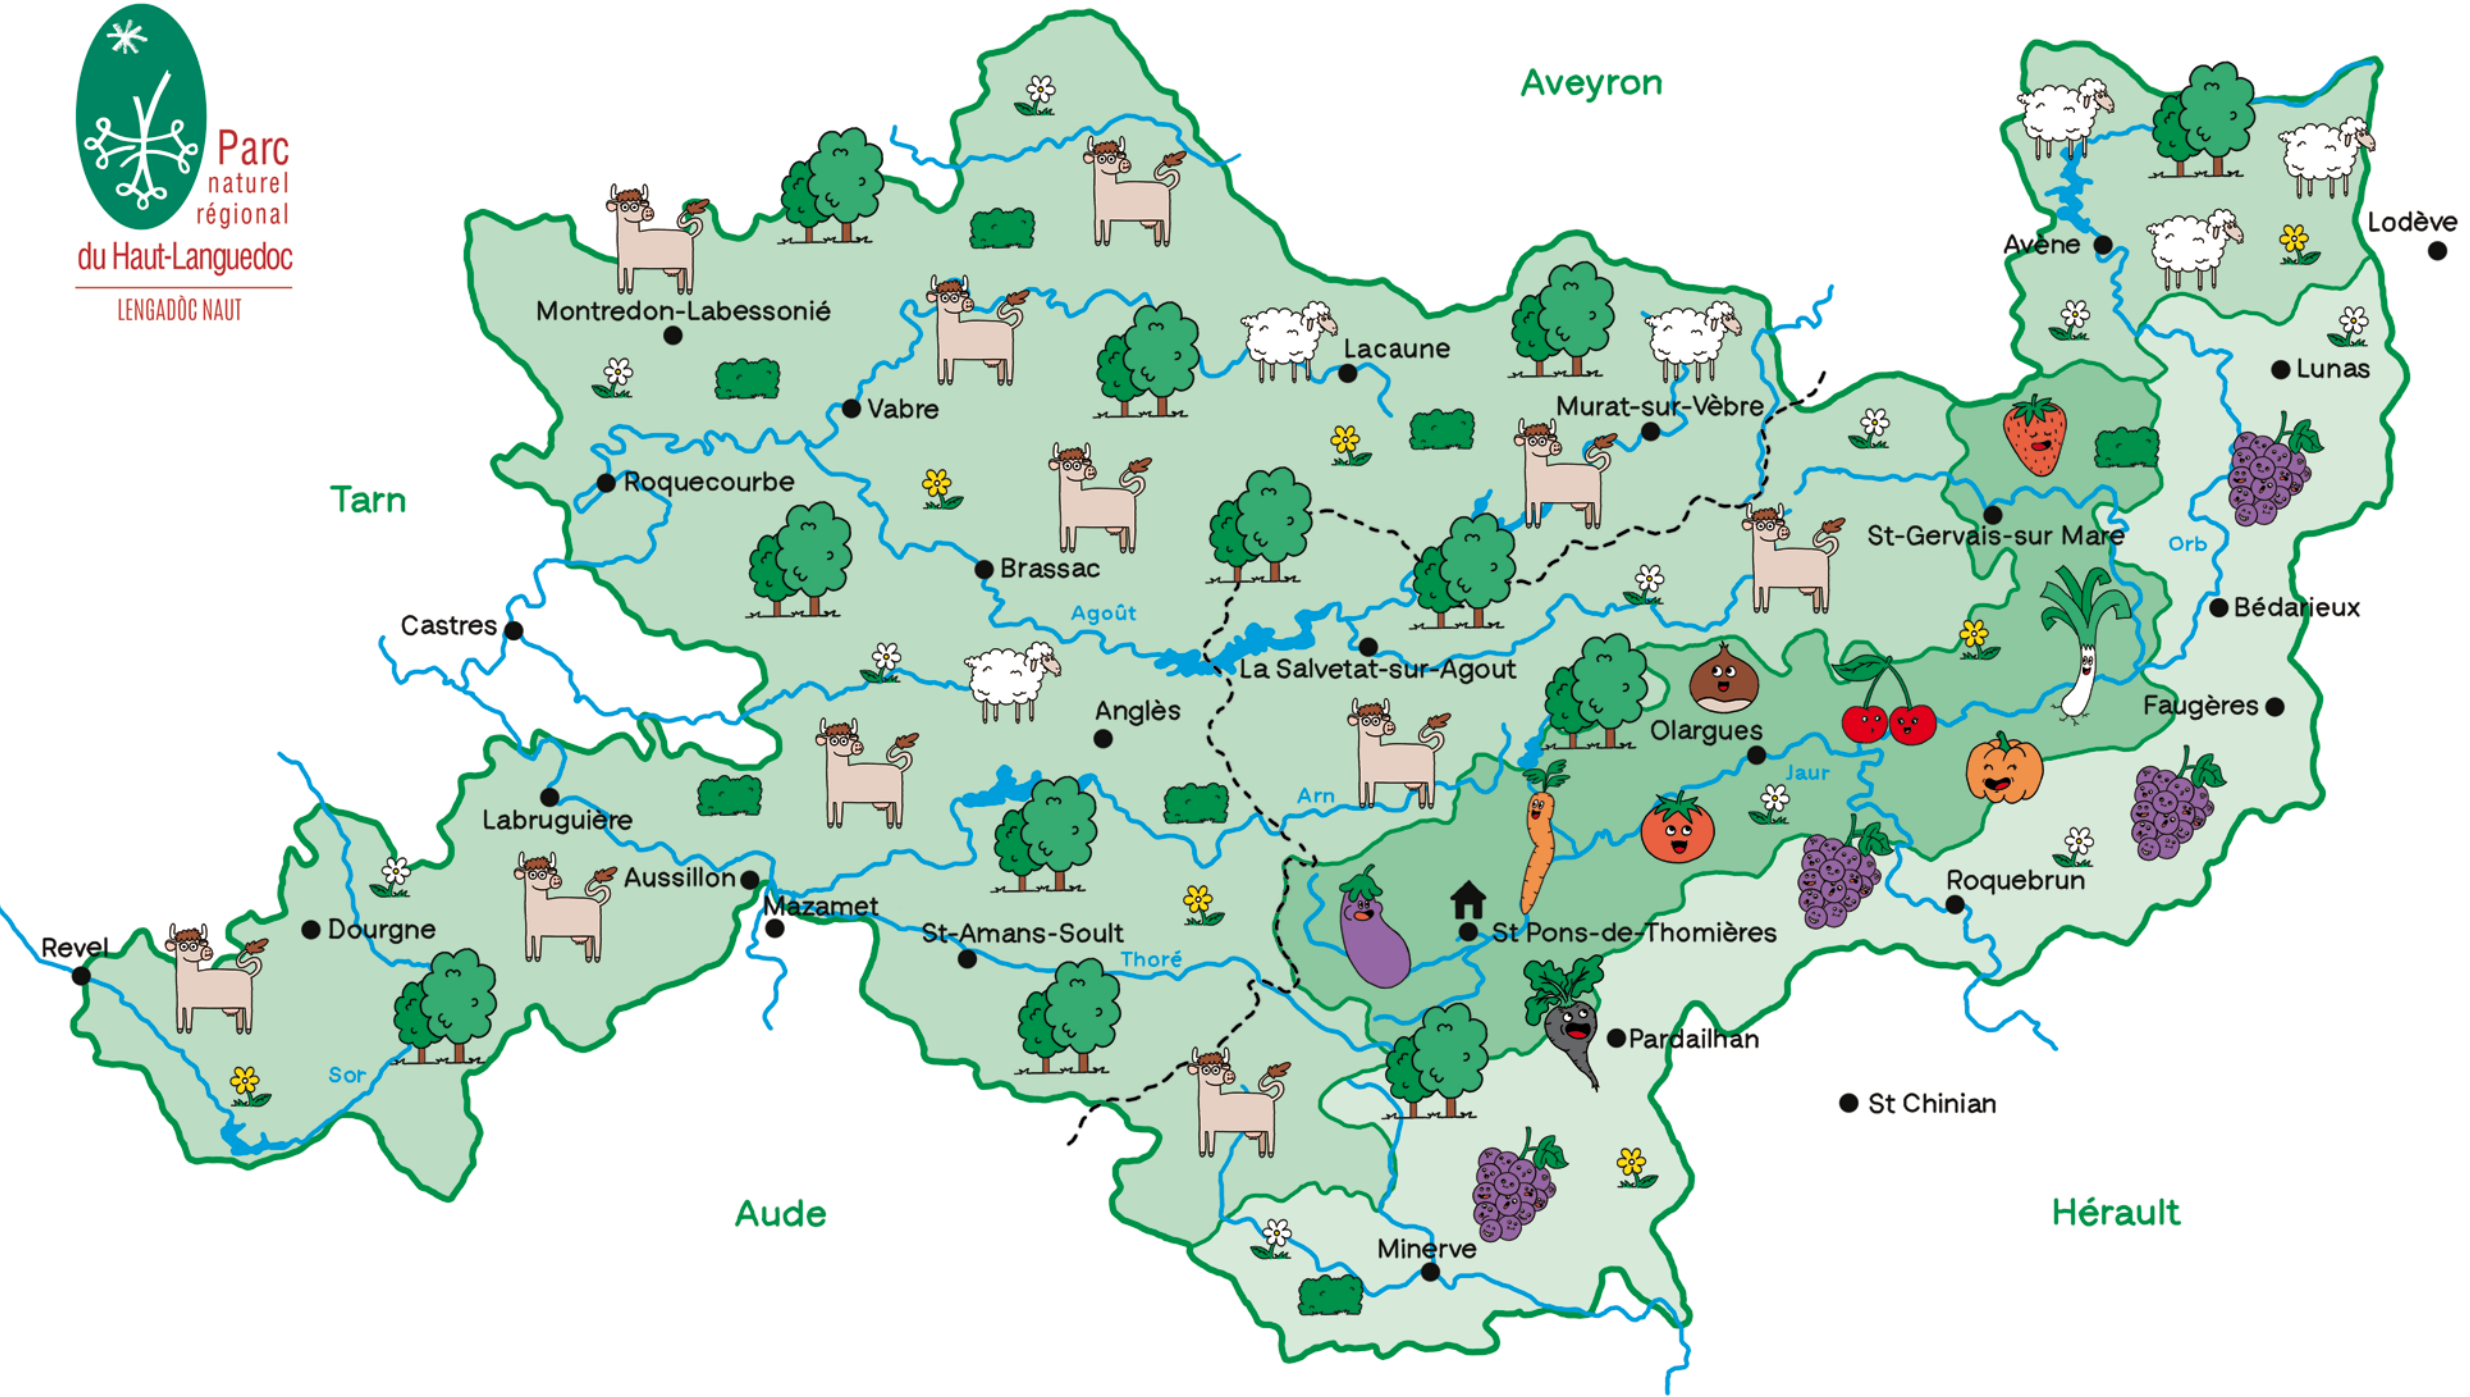 Parc
naturel
régional
du Haut-Languedoc
LENGADÒC NAUT
Aveyron
Lodève
Avène
Montredon-Labessonié
Lacaune
Lunas
Vabre
Murat-sur-Vèbre
Roquecourbe
Tarn
St-Gervais-sur Mare
Orb
Brassac
Agoût
Bédarieux
Castres
La Salvetat-sur-Agout
Anglès
Faugères
Olargues
Jaur
Arn
Labruguière
Aussillon
Mazamet
Roquebrun
Dourgne
St-Amans-Soult
St Pons-de-Thomières
Revel
Thoré
Pardailhan
Sor
St Chinian
Aude
Hérault
Minerve